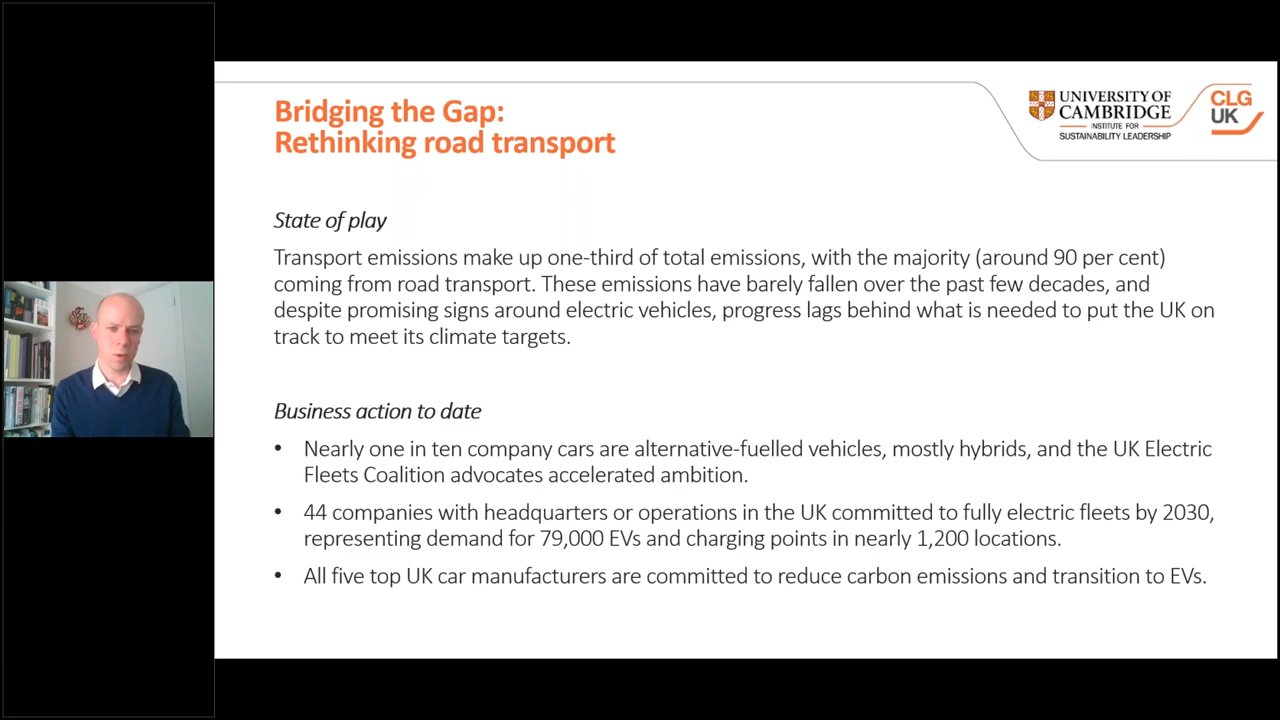 Bridging the Gap:
Rethinking road transport
UNIVERSITY OF
CAMBRIDGE
INSTITUTE FOR
SUSTAINABILITY LEADERSHIP
CLG
UK
State of play
Transport emissions make up one-third of total emissions, with the majority (around 90 per cent)
coming from road transport. These emissions have barely fallen over the past few decades, and
despite promising signs around electric vehicles, progress lags behind what is needed to put the UK on
track to meet its climate targets.
Business action to date
• Nearly one in ten company cars are alternative-fuelled vehicles, mostly hybrids, and the UK Electric
Fleets Coalition advocates accelerated ambition.
• 44 companies with headquarters or operations in the UK committed to fully electric fleets by 2030,
representing demand for 79,000 EVs and charging points in nearly 1,200 locations.
• All five top UK car manufacturers are committed to reduce carbon emissions and transition to EVs.